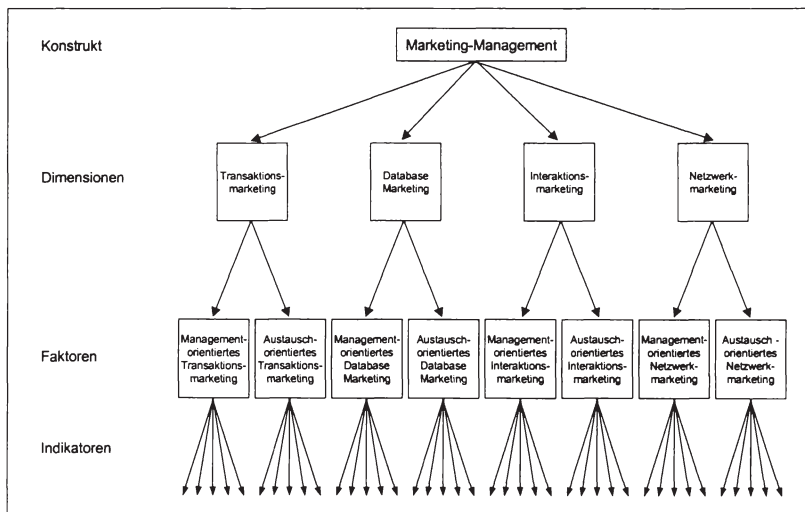 Konstrukt
Marketing-Management
Dimensionen
Transaktions-
marketing
Database
Marketing
Interaktions-
marketing
Netzwerk-
marketing
Faktoren
Management-
orientiertes
Transaktions-
marketing
Austausch-
orientiertes
Transaktions-
marketing
Management-
orientiertes
Database
Marketing
Austausch-
orientiertes
Database
Marketing
Management-
orientiertes
Interaktions-
marketing
Austausch-
orientiertes
Interaktions-
marketing
Management-
orientiertes
Netzwerk-
marketing
Austausch -
orientiertes
Netzwerk-
marketing
Indikatoren